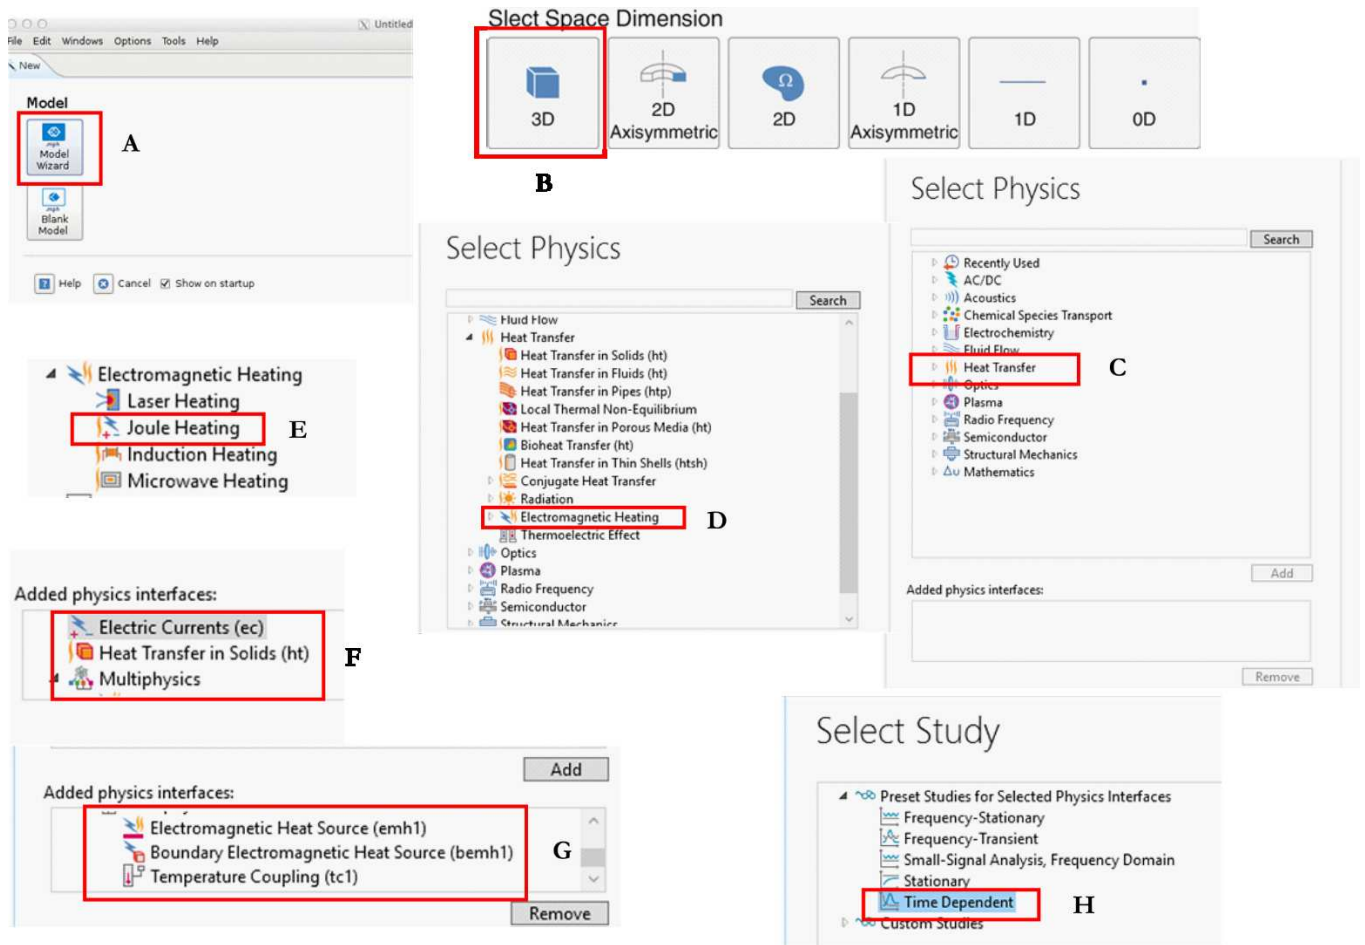 Untitled
File Edit Windows Options Tools Help
New
Model
Model
Wizard
A
Blank
Model
Help Cancel Show on startup
Slect Space Dimension
3D
2D
Axisymmetric
2D
1D
Axisymmetric
1D
0D
B
Select Physics
Search
Recently Used
AC/DC
Acoustics
Chemical Species Transport
Electrochemistry
Fluid Flow
Heat Transfer
C
Optics
Plasma
Radio Frequency
Semiconductor
Structural Mechanics
Δu Mathematics
Add
Added physics interfaces:
Remove
Select Physics
Search
Fluid Flow
Heat Transfer
Heat Transfer in Solids (ht)
Heat Transfer in Fluids (ht)
Heat Transfer in Pipes (htp)
Local Thermal Non-Equilibrium
Heat Transfer in Porous Media (ht)
Bioheat Transfer (ht)
Heat Transfer in Thin Shells (htsh)
Conjugate Heat Transfer
Radiation
Electromagnetic Heating
D
Thermoelectric Effect
Optics
Plasma
Radio Frequency
Semiconductor
Structural Mechanics
Electromagnetic Heating
Laser Heating
Joule Heating
E
Induction Heating
Microwave Heating
Added physics interfaces:
Electric Currents (ec)
Heat Transfer in Solids (ht)
F
Multiphysics
Add
Added physics interfaces:
Electromagnetic Heat Source (emh1)
Boundary Electromagnetic Heat Source (bemh1)
G
Temperature Coupling (tc1)
Remove
Select Study
Preset Studies for Selected Physics Interfaces
Frequency-Stationary
Frequency-Transient
Small-Signal Analysis, Frequency Domain
Stationary
Time Dependent
H
Custom Studies